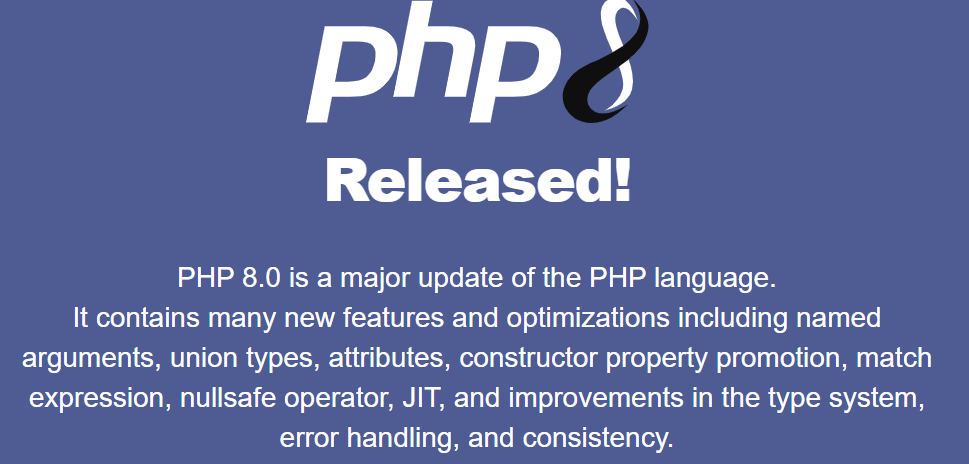 php 8
Released!
PHP 8.0 is a major update of the PHP language.
It contains many new features and optimizations including named
arguments, union types, attributes, constructor property promotion, match
expression, nullsafe operator, JIT, and improvements in the type system,
error handling, and consistency.